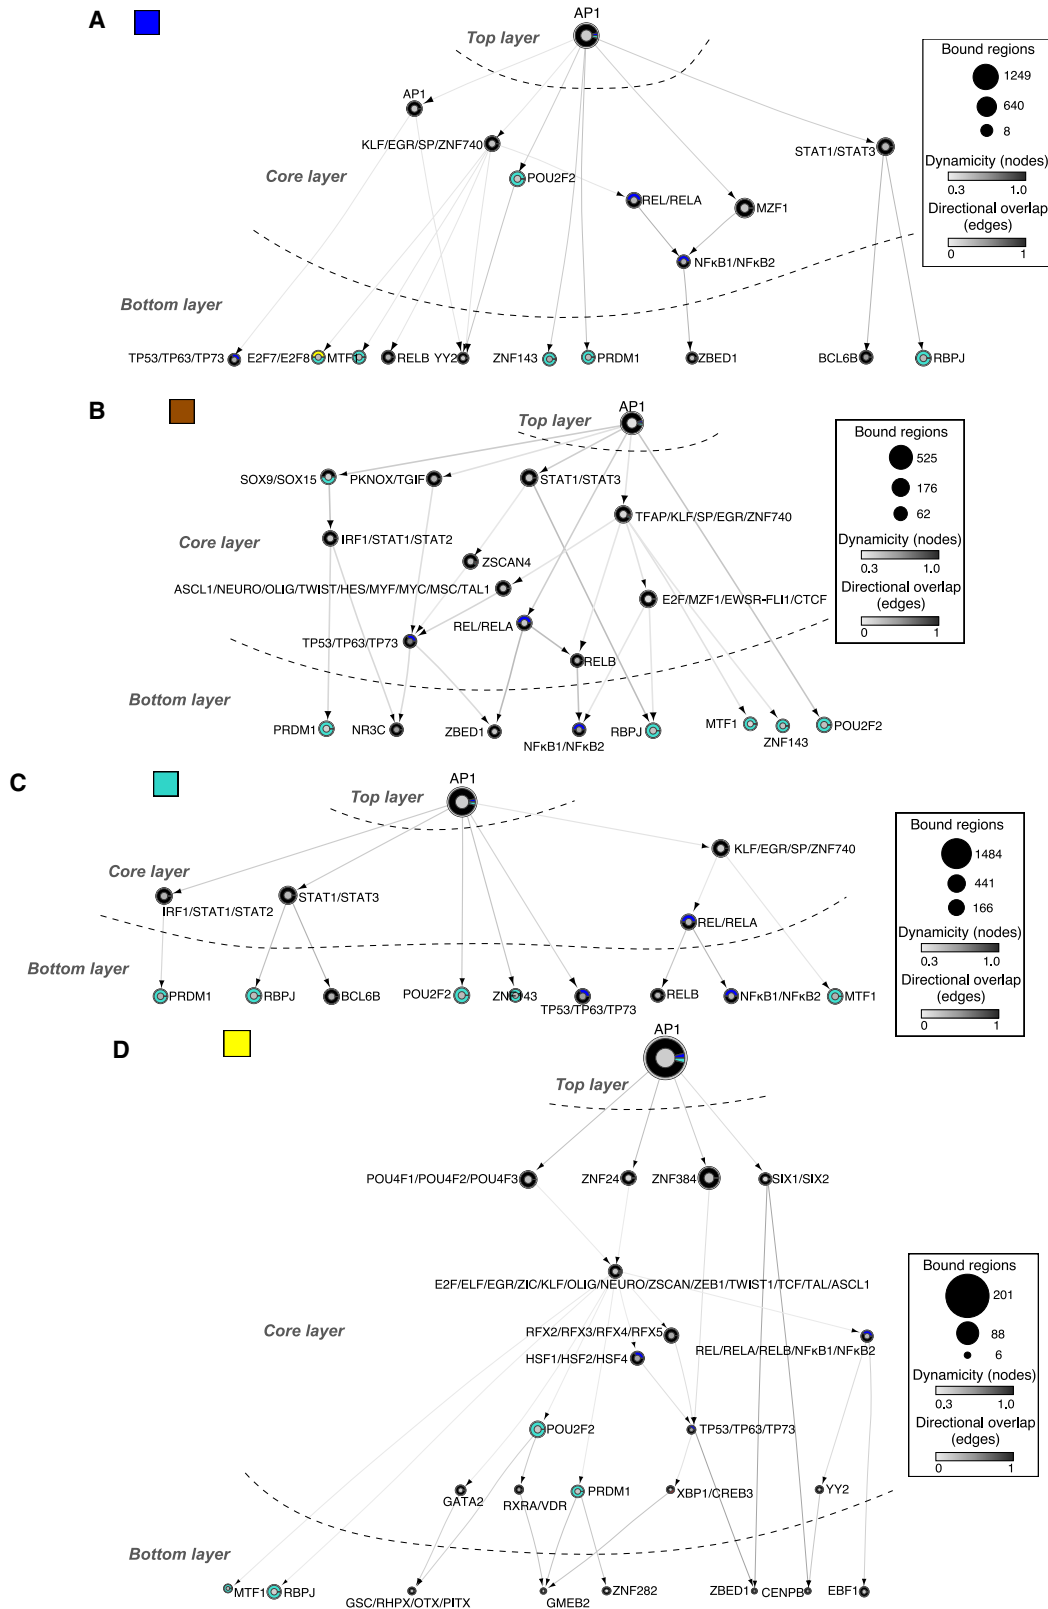 A
AP1
Top layer
Bound regions
1249
640
8
Dynamicity (nodes)
0.3 1.0
Directional overlap
(edges)
0 1
AP1
KLF/EGR/SP/ZNF740
STAT1/STAT3
Core layer
POU2F2
REL/RELA
MZF1
NFκB1/NFκB2
Bottom layer
TP53/TP63/TP73 E2F7/E2F8 MTF1 RELB YY2 ZNF143 PRDM1 ZBED1 BCL6B RBPJ
B
AP1
Top layer
Bound regions
525
176
62
Dynamicity (nodes)
0.3 1.0
Directional overlap
(edges)
0 1
SOX9/SOX15 PKNOX/TGIF STAT1/STAT3
TFAP/KLF/SP/EGR/ZNF740
Core layer
IRF1/STAT1/STAT2
ZSCAN4
ASCL1/NEURO/OLIG/TWIST/HES/MYF/MYC/MSC/TAL1
E2F/MZF1/EWSR-FLI1/CTCF
REL/RELA
TP53/TP63/TP73
RELB
Bottom layer
PRDM1 NR3C ZBED1 NFκB1/NFκB2 RBPJ MTF1 ZNF143 POU2F2
C
AP1
Top layer
Bound regions
1484
441
166
Dynamicity (nodes)
0.3 1.0
Directional overlap
(edges)
0 1
KLF/EGR/SP/ZNF740
Core layer
IRF1/STAT1/STAT2
STAT1/STAT3
REL/RELA
Bottom layer
PRDM1 RBPJ BCL6B POU2F2 ZNF143 TP53/TP63/TP73 RELB NFκB1/NFκB2 MTF1
D
AP1
Top layer
POU4F1/POU4F2/POU4F3 ZNF24 ZNF384 SIX1/SIX2
Bound regions
201
88
6
Dynamicity (nodes)
0.3 1.0
Directional overlap
(edges)
0 1
E2F/ELF/EGR/ZIC/KLF/OLIG/NEURO/ZSCAN/ZEB1/TWIST1/TCF/TAL/ASCL1
Core layer
RFX2/RFX3/RFX4/RFX5
REL/RELA/RELB/NFκB1/NFκB2
HSF1/HSF2/HSF4
POU2F2
TP53/TP63/TP73
GATA2 RXRA/VDR PRDM1 XBP1/CREB3 YY2
Bottom layer
MTF1 RBPJ GSC/RHPX/OTX/PITX GMEB2 ZNF282 ZBED1 CENPB EBF1